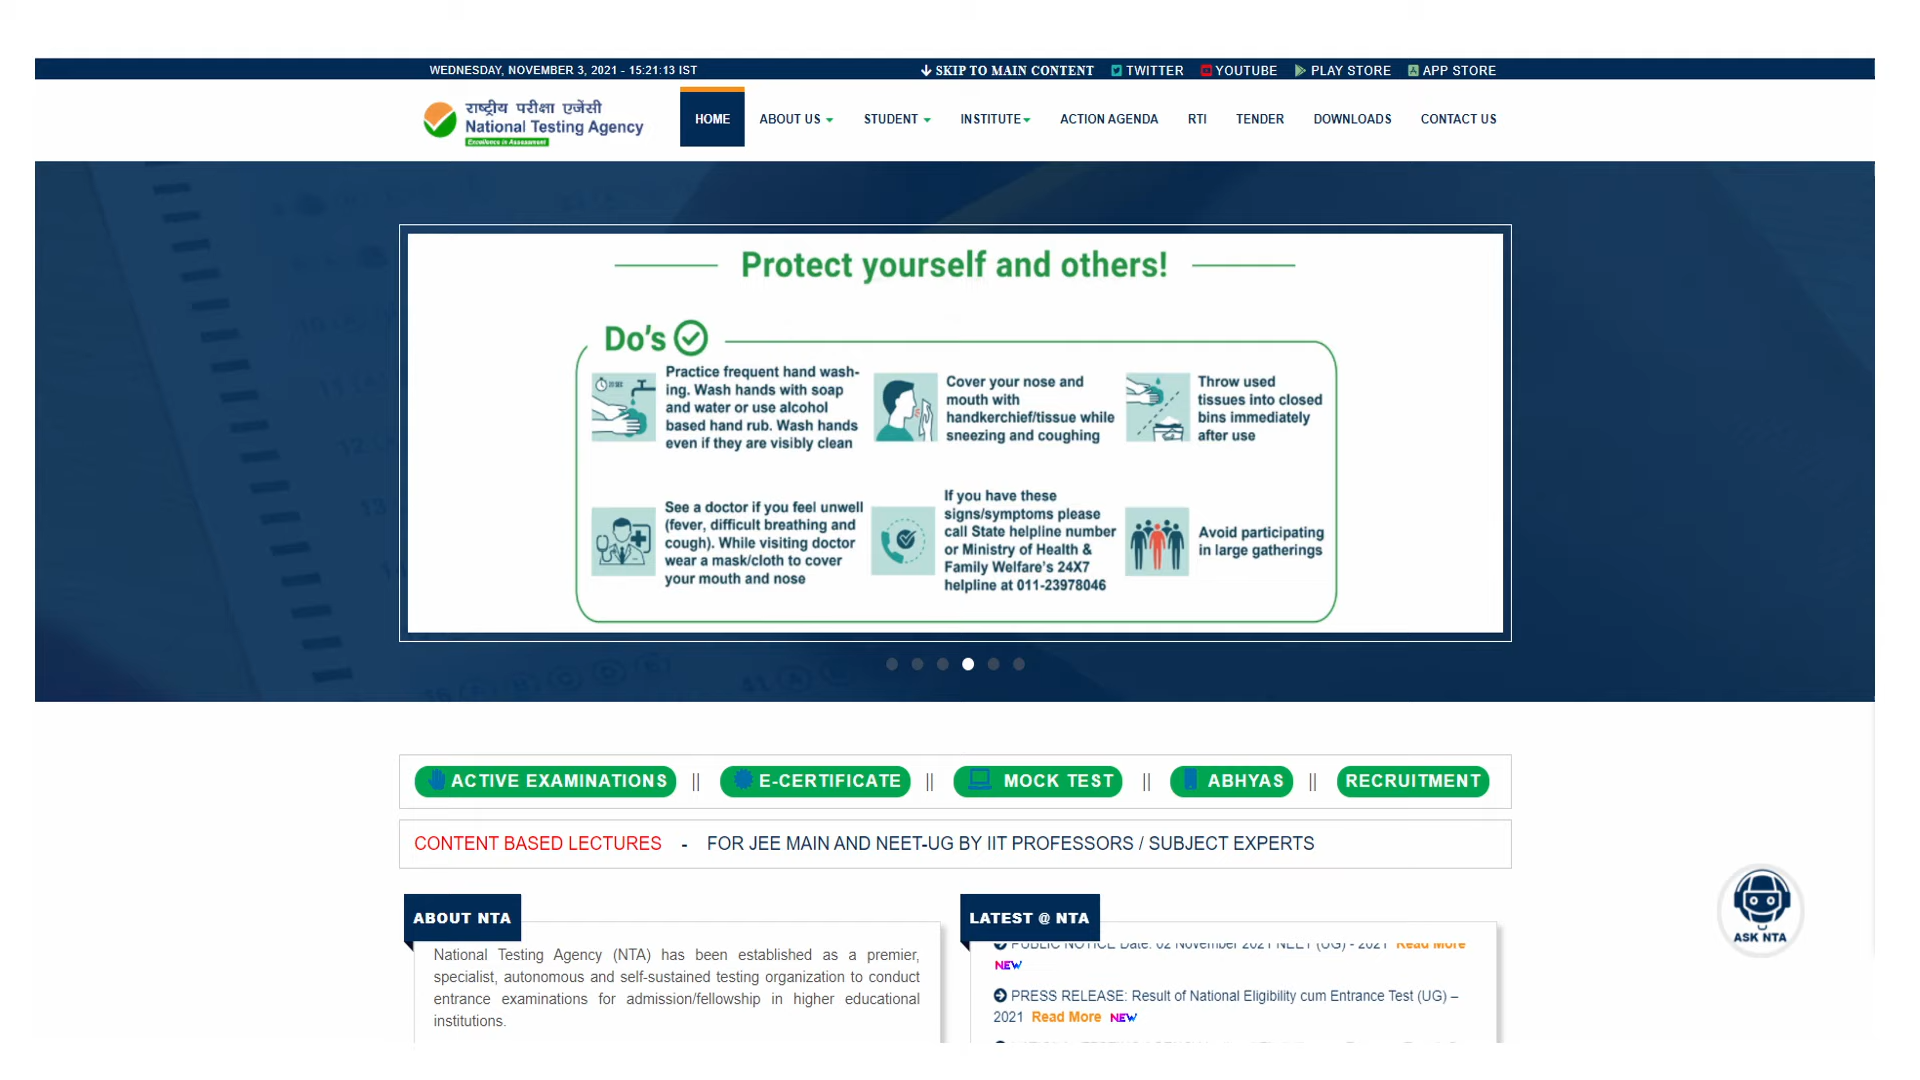 WEDNESDAY, NOVEMBER 3, 2021 - 15:21:13 IST
SKIP TO MAIN CONTENT TWITTER YOUTUBE PLAY STORE APP STORE
राष्ट्रीय परीक्षा एजेंसी
National Testing Agency
Excellence in Assessment
HOME ABOUT US STUDENT INSTITUTE ACTION AGENDA RTI TENDER DOWNLOADS CONTACT US
Protect yourself and others!
Do's
Practice frequent hand wash-
ing. Wash hands with soap
and water or use alcohol
based hand rub. Wash hands
even if they are visibly clean
Cover your nose and
mouth with
handkerchief/tissue while
sneezing and coughing
Throw used
tissues into closed
bins immediately
after use
See a doctor if you feel unwell
(fever, difficult breathing and
cough). While visiting doctor
wear a mask/cloth to cover
your mouth and nose
If you have these
signs/symptoms please
call State helpline number
or Ministry of Health &
Family Welfare's 24X7
helpline at 011-23978046
Avoid participating
in large gatherings
ACTIVE EXAMINATIONS || E-CERTIFICATE || MOCK TEST || ABHYAS || RECRUITMENT
CONTENT BASED LECTURES - FOR JEE MAIN AND NEET-UG BY IIT PROFESSORS / SUBJECT EXPERTS
ABOUT NTA
National Testing Agency (NTA) has been established as a premier,
specialist, autonomous and self-sustained testing organization to conduct
entrance examinations for admission/fellowship in higher educational
institutions.
LATEST @ NTA
PUBLIC NOTICE Date: 02 November 2021 NEET (UG) - 2021 Read More
NEW
PRESS RELEASE: Result of National Eligibility cum Entrance Test (UG) –
2021 Read More NEW
ASK NTA